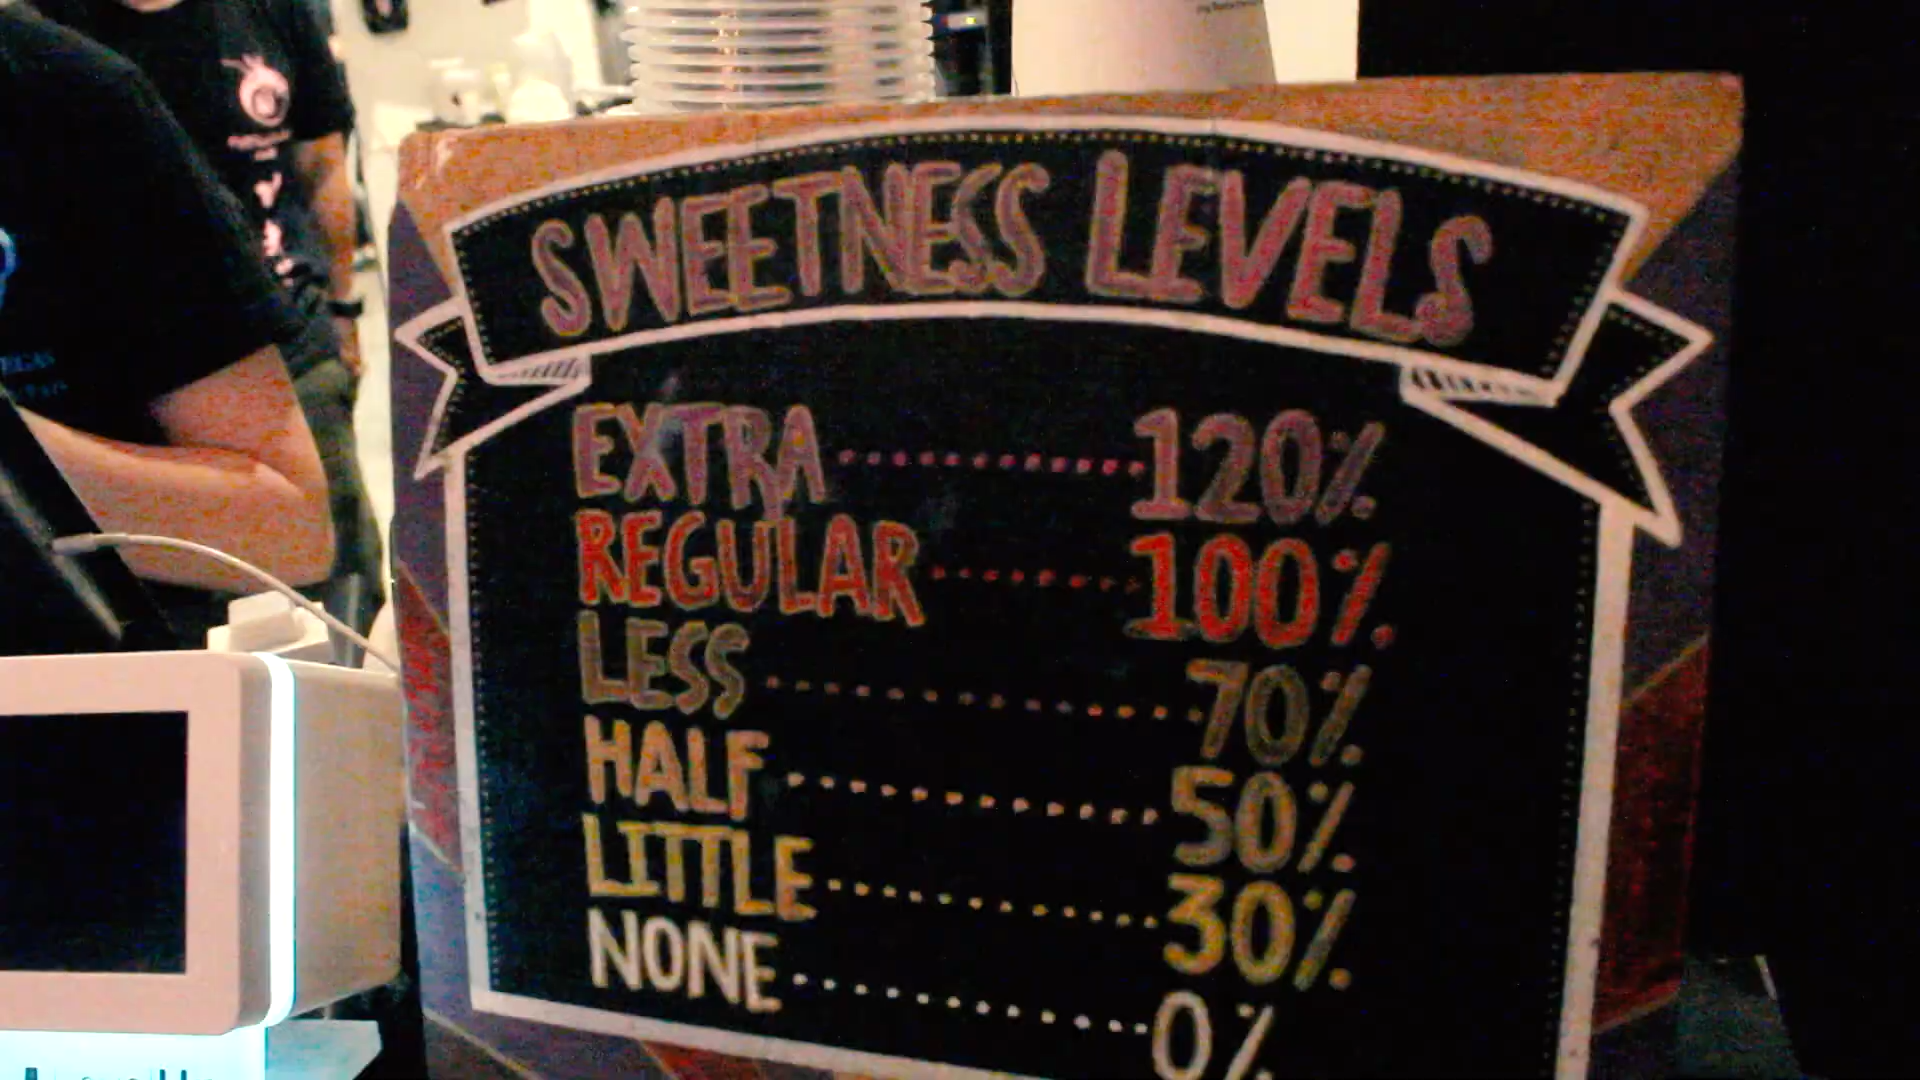 SWEETNESS LEVELS
EXTRA ............ 120%
REGULAR ......... 100%
LESS ............. 70%
HALF ............. 50%
LITTLE ............ 30%
NONE ............. 0%